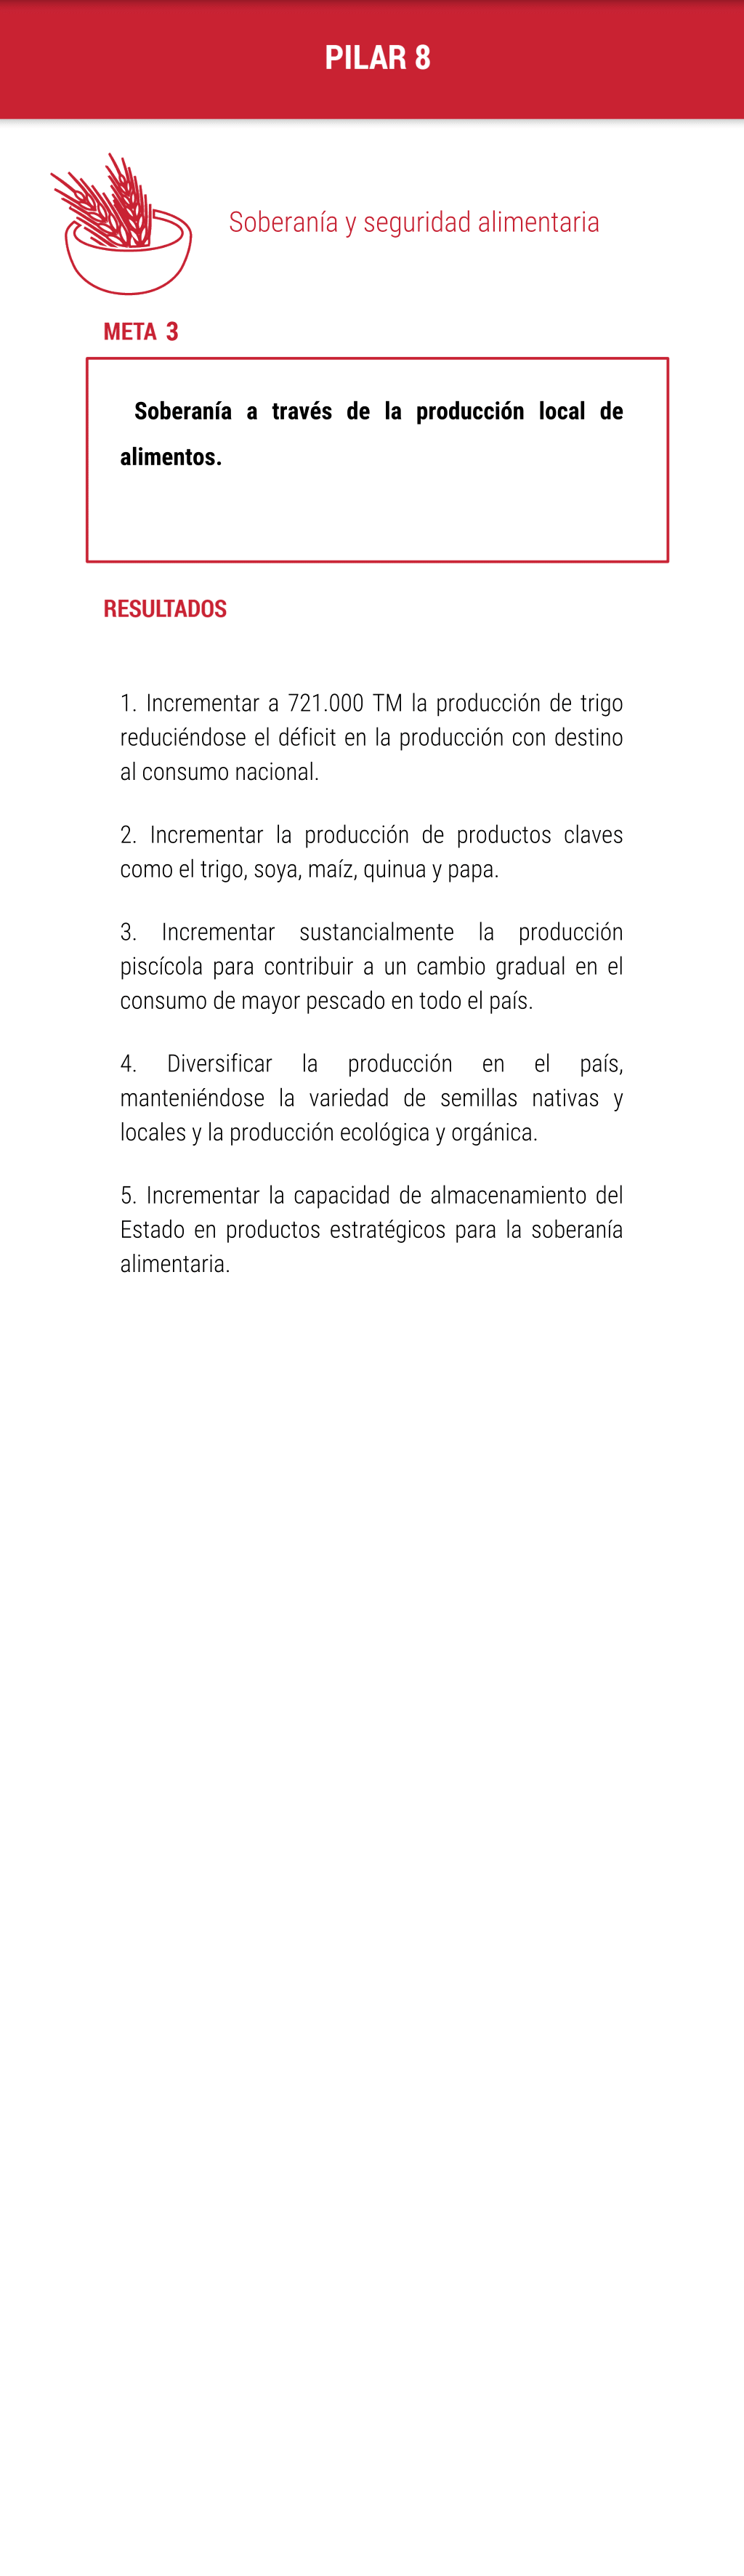 PILAR 8
Soberanía y seguridad alimentaria
META 3
Soberanía a través de la producción local de
alimentos.
RESULTADOS
1. Incrementar a 721.000 TM la producción de trigo
reduciéndose el déficit en la producción con destino
al consumo nacional.
2. Incrementar la producción de productos claves
como el trigo, soya, maíz, quinua y papa.
3. Incrementar sustancialmente la producción
piscícola para contribuir a un cambio gradual en el
consumo de mayor pescado en todo el país.
4. Diversificar la producción en el país,
manteniéndose la variedad de semillas nativas y
locales y la producción ecológica y orgánica.
5. Incrementar la capacidad de almacenamiento del
Estado en productos estratégicos para la soberanía
alimentaria.